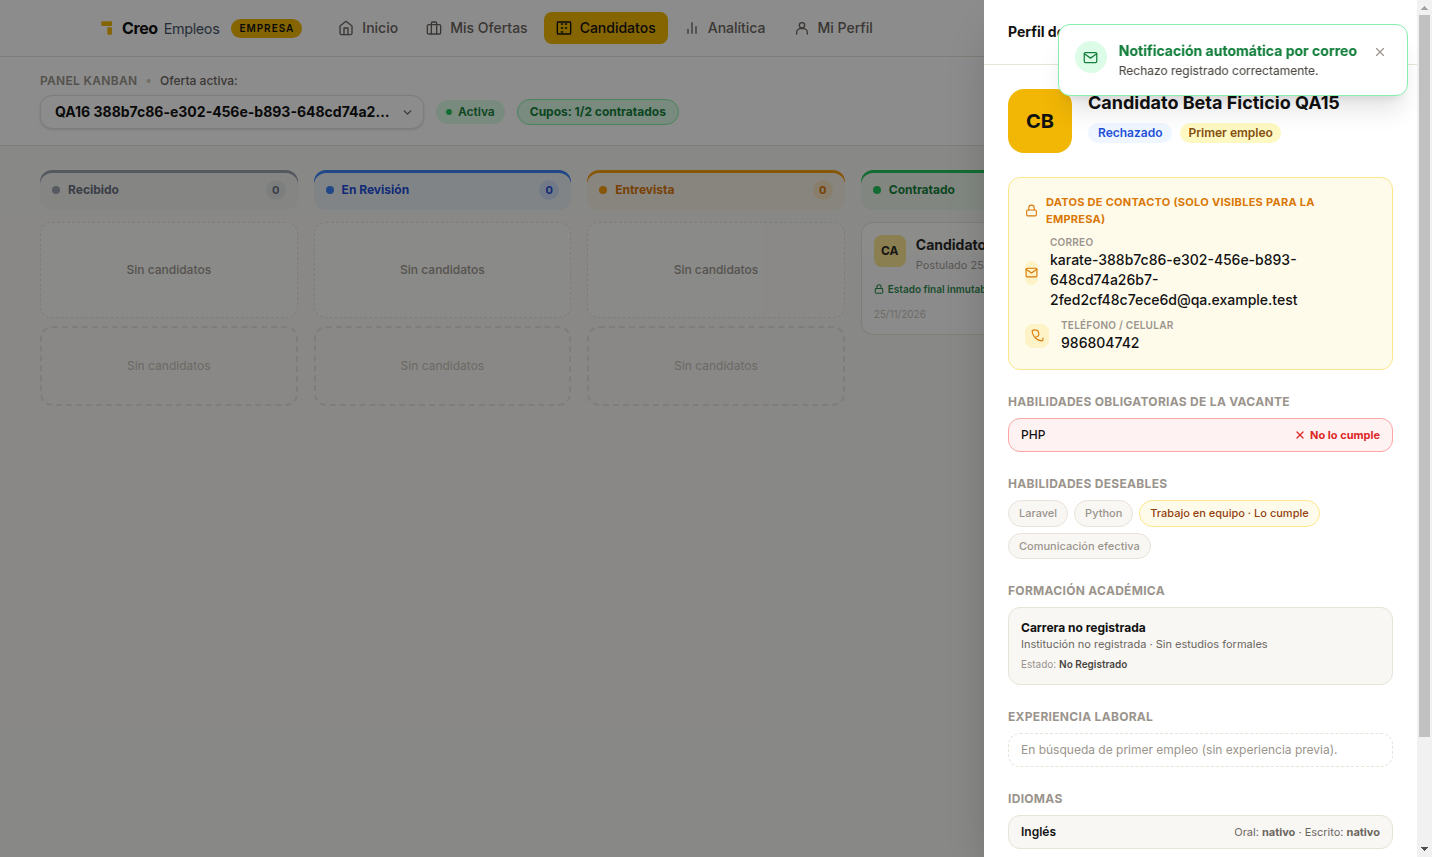 Creo Empleos EMPRESA Inicio Mis Ofertas Candidatos Analítica Mi Perfil
PANEL KANBAN • Oferta activa:
QA16 388b7c86-e302-456e-b893-648cd74a2... Activa Cupos: 1/2 contratados
Recibido 0
En Revisión 0
Entrevista 0
Contratado
Sin candidatos
Sin candidatos
Sin candidatos
Sin candidatos
Sin candidatos
Sin candidatos
CA
Candidato
Postulado 25
Estado final inmutab
25/11/2026
Perfil de
Notificación automática por correo
Rechazo registrado correctamente.
CB
Candidato Beta Ficticio QA15
Rechazado Primer empleo
DATOS DE CONTACTO (SOLO VISIBLES PARA LA
EMPRESA)
CORREO
karate-388b7c86-e302-456e-b893-
648cd74a26b7-
2fed2cf48c7ece6d@qa.example.test
TELÉFONO / CELULAR
986804742
HABILIDADES OBLIGATORIAS DE LA VACANTE
PHP No lo cumple
HABILIDADES DESEABLES
Laravel Python Trabajo en equipo · Lo cumple
Comunicación efectiva
FORMACIÓN ACADÉMICA
Carrera no registrada
Institución no registrada · Sin estudios formales
Estado: No Registrado
EXPERIENCIA LABORAL
En búsqueda de primer empleo (sin experiencia previa).
IDIOMAS
Inglés Oral: nativo · Escrito: nativo